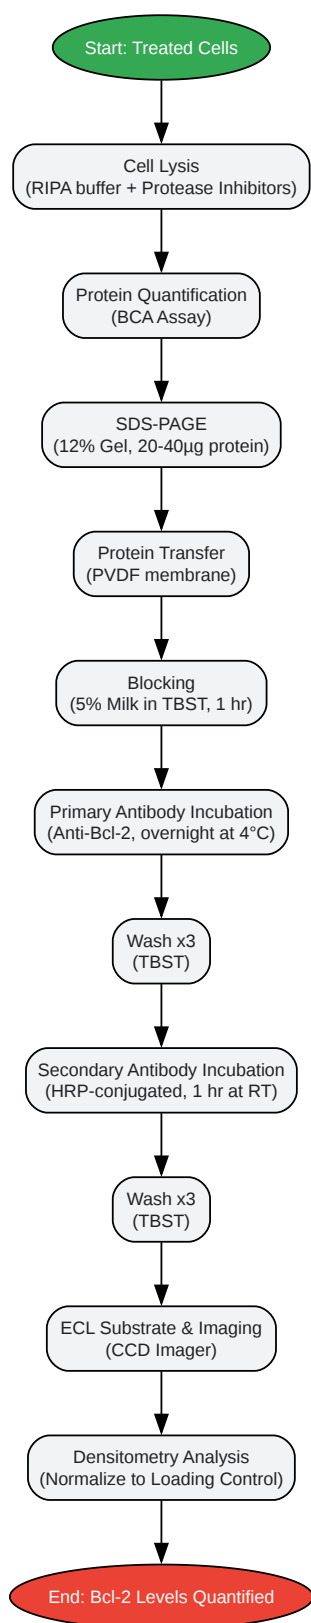 Start: Treated Cells
Cell Lysis
(RIPA buffer + Protease Inhibitors)
Protein Quantification
(BCA Assay)
SDS-PAGE
(12% Gel, 20-40µg protein)
Protein Transfer
(PVDF membrane)
Blocking
(5% Milk in TBST, 1 hr)
Primary Antibody Incubation
(Anti-Bcl-2, overnight at 4°C)
Wash x3
(TBST)
Secondary Antibody Incubation
(HRP-conjugated, 1 hr at RT)
Wash x3
(TBST)
ECL Substrate & Imaging
(CCD Imager)
Densitometry Analysis
(Normalize to Loading Control)
End: Bcl-2 Levels Quantified